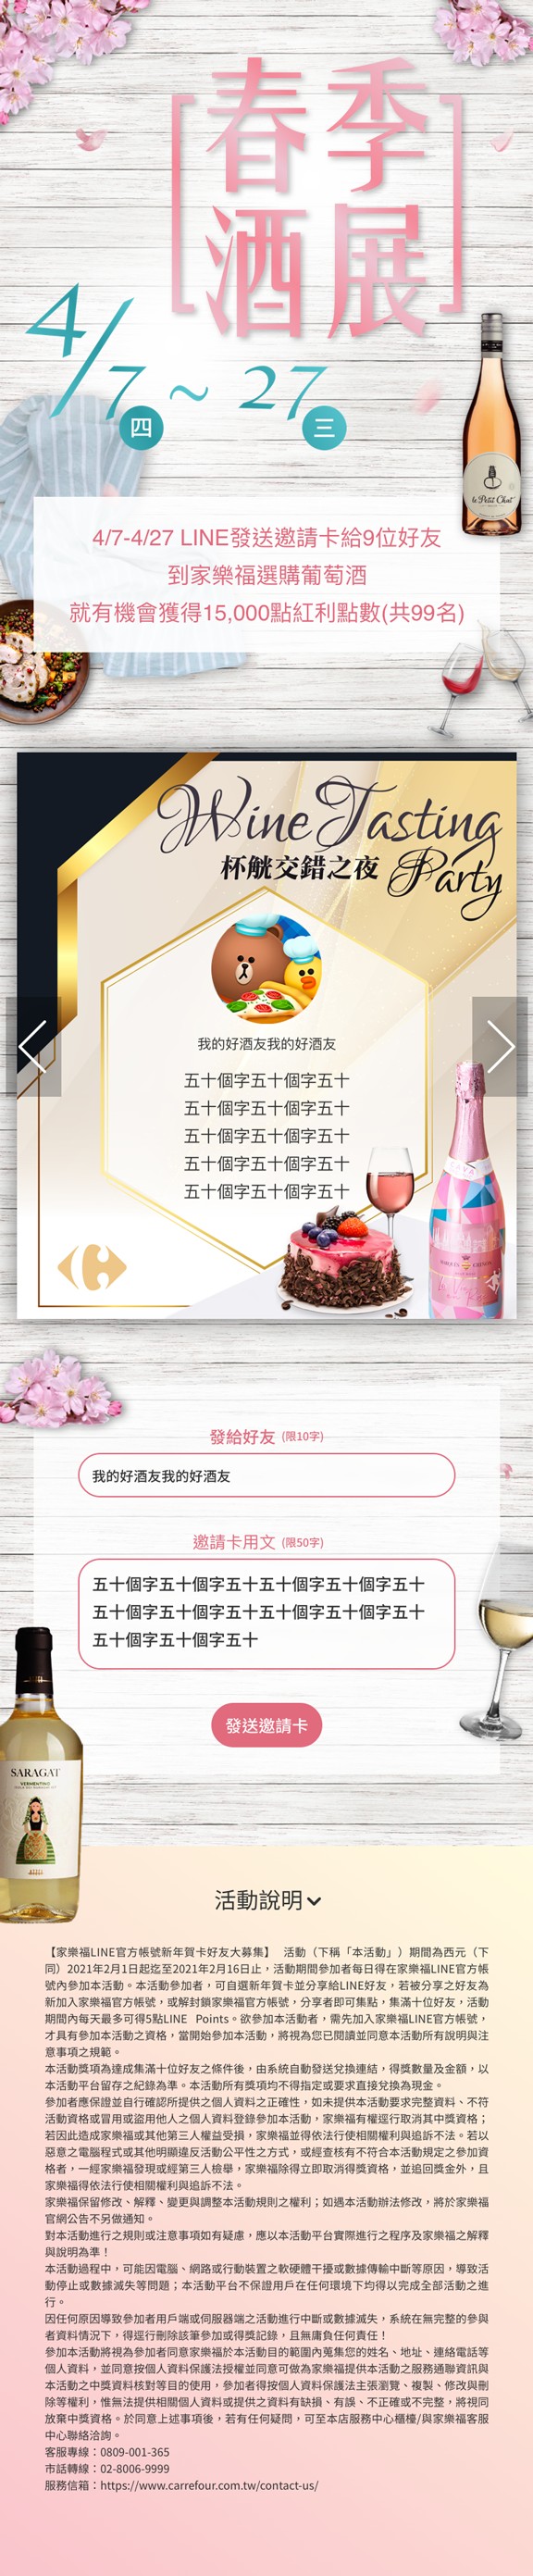 春季
酒展
4/7~27
四 三
4/7-4/27 LINE發送邀請卡給9位好友
到家樂福選購葡萄酒
就有機會獲得15,000點紅利點數(共99名)
le Petit Chat
Wine Tasting
杯觥交錯之夜 Party
我的好酒友我的好酒友
五十個字五十個字五十
五十個字五十個字五十
五十個字五十個字五十
五十個字五十個字五十
五十個字五十個字五十
CAVA
發給好友 (限10字)
我的好酒友我的好酒友
邀請卡用文 (限50字)
五十個字五十個字五十五十個字五十個字五十
五十個字五十個字五十五十個字五十個字五十
五十個字五十個字五十
發送邀請卡
SARAGAT
VERMENTINO
活動說明
【家樂福LINE官方帳號新年賀卡好友大募集】 活動（下稱「本活動」）期間為西元（下
同）2021年2月1日起迄至2021年2月16日止，活動期間參加者每日得在家樂福LINE官方帳
號內參加本活動。本活動參加者，可自選新年賀卡並分享給LINE好友，若被分享之好友為
新加入家樂福官方帳號，或解封鎖家樂福官方帳號，分享者即可集點，集滿十位好友，活動
期間內每天最多可得5點LINE Points。欲參加本活動者，需先加入家樂福LINE官方帳號，
才具有參加本活動之資格，當開始參加本活動，將視為您已閱讀並同意本活動所有說明與注
意事項之規範。
本活動獎項為達成集滿十位好友之條件後，由系統自動發送兌換連結，得獎數量及金額，以
本活動平台留存之紀錄為準。本活動所有獎項均不得指定或要求直接兌換為現金。
參加者應保證並自行確認所提供之個人資料之正確性，如未提供本活動要求完整資料、不符
活動資格或冒用或盜用他人之個人資料登錄參加本活動，家樂福有權逕行取消其中獎資格；
若因此造成家樂福或其他第三人權益受損，家樂福並得依法行使相關權利與追訴不法。若以
惡意之電腦程式或其他明顯違反活動公平性之方式，或經查核有不符合本活動規定之參加資
格者，一經家樂福發現或經第三人檢舉，家樂福除得立即取消得獎資格，並追回獎金外，且
家樂福得依法行使相關權利與追訴不法。
家樂福保留修改、解釋、變更與調整本活動規則之權利；如遇本活動辦法修改，將於家樂福
官網公告不另做通知。
對本活動進行之規則或注意事項如有疑慮，應以本活動平台實際進行之程序及家樂福之解釋
與說明為準！
本活動過程中，可能因電腦、網路或行動裝置之軟硬體干擾或數據傳輸中斷等原因，導致活
動停止或數據滅失等問題；本活動平台不保證用戶在任何環境下均得以完成全部活動之進
行。
因任何原因導致參加者用戶端或伺服器端之活動進行中斷或數據滅失，系統在無完整的參與
者資料情況下，得逕行刪除該筆參加或得獎記錄，且無庸負任何責任！
參加本活動將視為參加者同意家樂福於本活動目的範圍內蒐集您的姓名、地址、連絡電話等
個人資料，並同意按個人資料保護法授權並同意可做為家樂福提供本活動之服務通聯資訊與
本活動之中獎資料核對等目的使用，參加者得按個人資料保護法主張瀏覽、複製、修改與刪
除等權利，惟無法提供相關個人資料或提供之資料有缺損、有誤、不正確或不完整，將視同
放棄中獎資格。於同意上述事項後，若有任何疑問，可至本店服務中心櫃檯/與家樂福客服
中心聯絡洽詢。
客服專線：0809-001-365
市話轉線：02-8006-9999
服務信箱：https://www.carrefour.com.tw/contact-us/